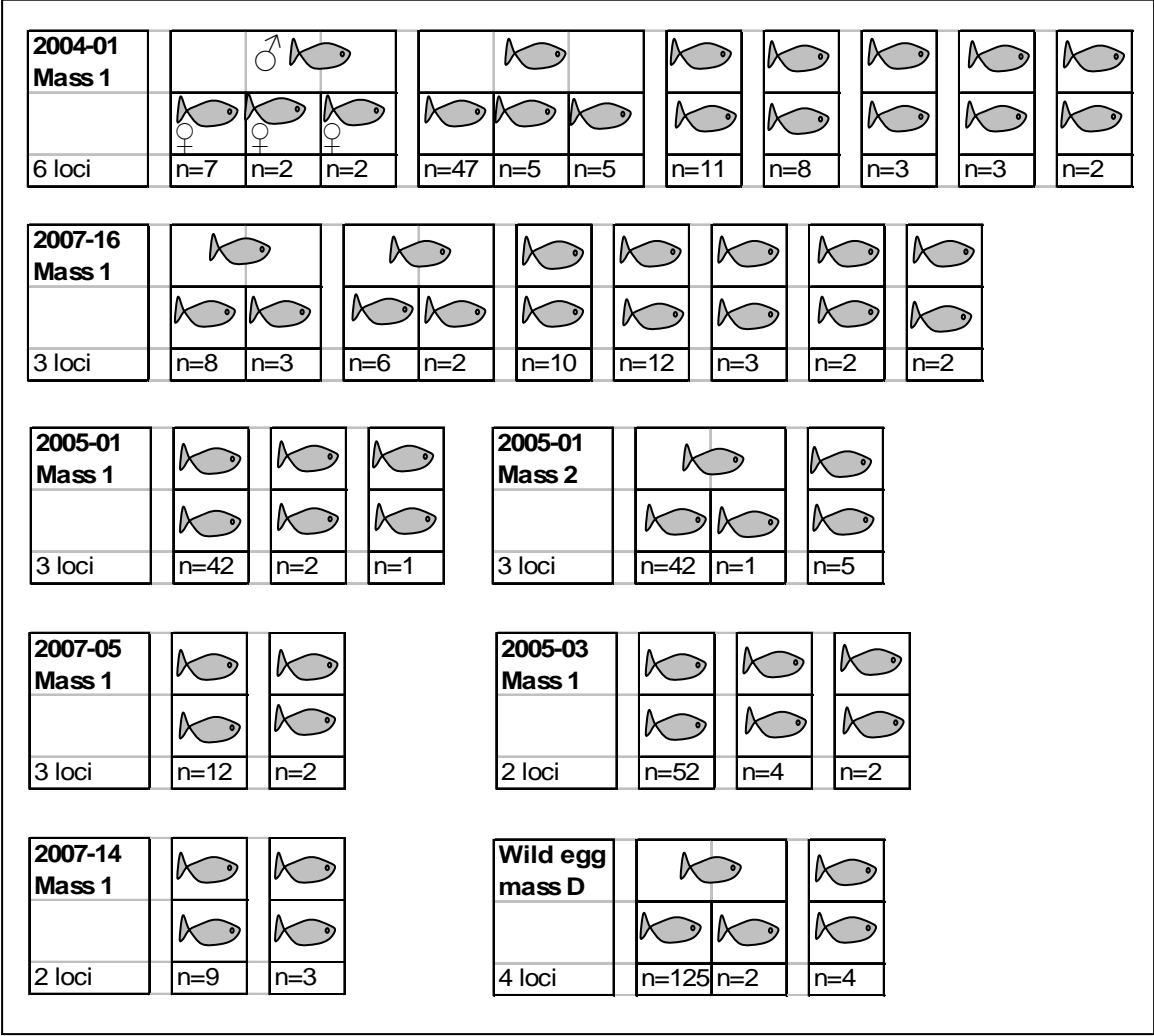 2004-01
Mass 1
♂
♀ ♀ ♀
6 loci n=7 n=2 n=2 n=47 n=5 n=5 n=11 n=8 n=3 n=3 n=2
2007-16
Mass 1
3 loci n=8 n=3 n=6 n=2 n=10 n=12 n=3 n=2 n=2
2005-01
Mass 1
3 loci n=42 n=2 n=1
2005-01
Mass 2
3 loci n=42 n=1 n=5
2007-05
Mass 1
3 loci n=12 n=2
2005-03
Mass 1
2 loci n=52 n=4 n=2
2007-14
Mass 1
2 loci n=9 n=3
Wild egg
mass D
4 loci n=125 n=2 n=4